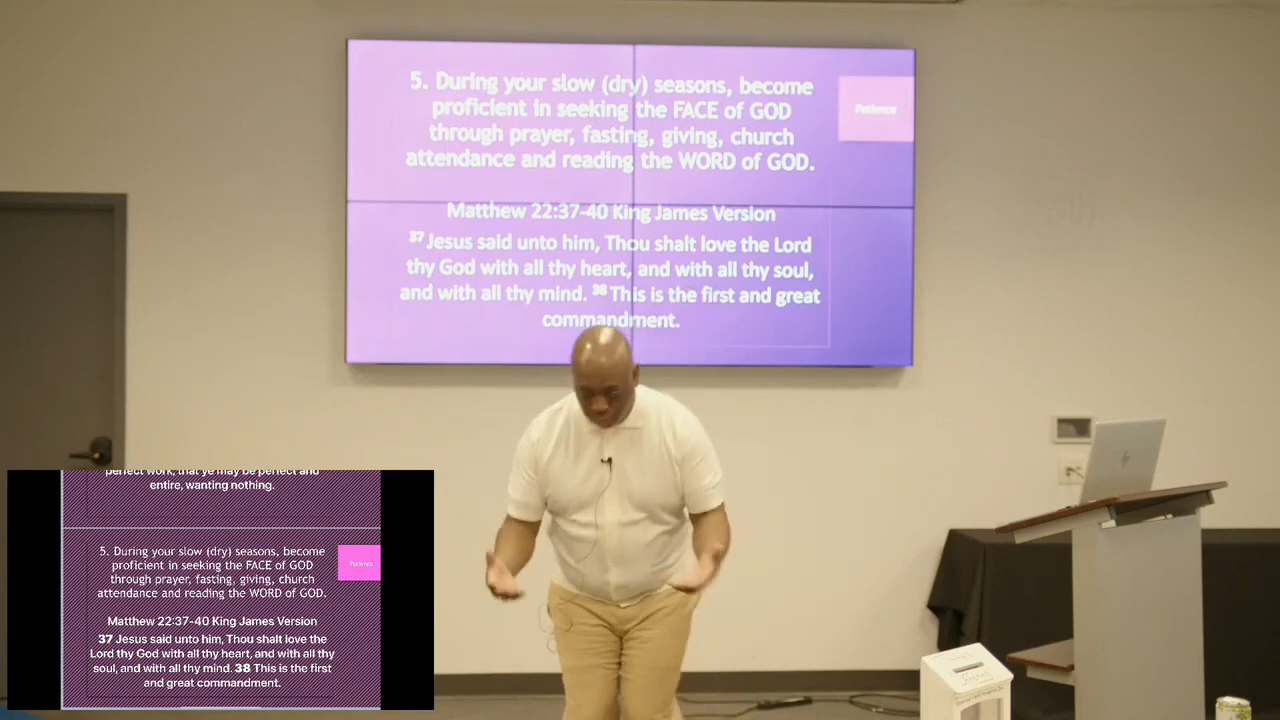 5. During your slow (dry) seasons, become
proficient in seeking the FACE of GOD
through prayer, fasting, giving, church
attendance and reading the WORD of GOD.
Patience
Matthew 22:37-40 King James Version
37 Jesus said unto him, Thou shalt love the Lord
thy God with all thy heart, and with all thy soul,
and with all thy mind. 38 This is the first and great
commandment.
perfect work, that ye may be perfect and
entire, wanting nothing.
5. During your slow (dry) seasons, become
proficient in seeking the FACE of GOD
through prayer, fasting, giving, church
attendance and reading the WORD of GOD.
Patience
Matthew 22:37-40 King James Version
37 Jesus said unto him, Thou shalt love the
Lord thy God with all thy heart, and with all thy
soul, and with all thy mind. 38 This is the first
and great commandment.